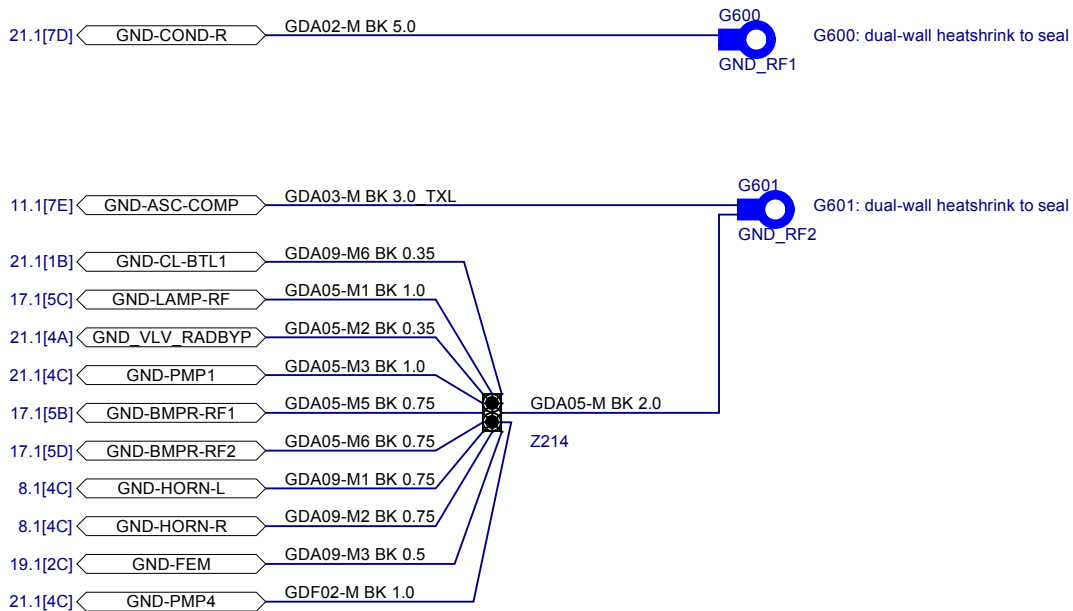 G600
21.1[7D] GND-COND-R GDA02-M BK 5.0 G600: dual-wall heatshrink to seal
GND_RF1
G601
11.1[7E] GND-ASC-COMP GDA03-M BK 3.0_TXL G601: dual-wall heatshrink to seal
GND_RF2
21.1[1B] GND-CL-BTL1 GDA09-M6 BK 0.35
17.1[5C] GND-LAMP-RF GDA05-M1 BK 1.0
21.1[4A] GND_VLV_RADBYP GDA05-M2 BK 0.35
21.1[4C] GND-PMP1 GDA05-M3 BK 1.0
17.1[5B] GND-BMPR-RF1 GDA05-M5 BK 0.75 GDA05-M BK 2.0
Z214
17.1[5D] GND-BMPR-RF2 GDA05-M6 BK 0.75
8.1[4C] GND-HORN-L GDA09-M1 BK 0.75
8.1[4C] GND-HORN-R GDA09-M2 BK 0.75
19.1[2C] GND-FEM GDA09-M3 BK 0.5
21.1[4C] GND-PMP4 GDF02-M BK 1.0